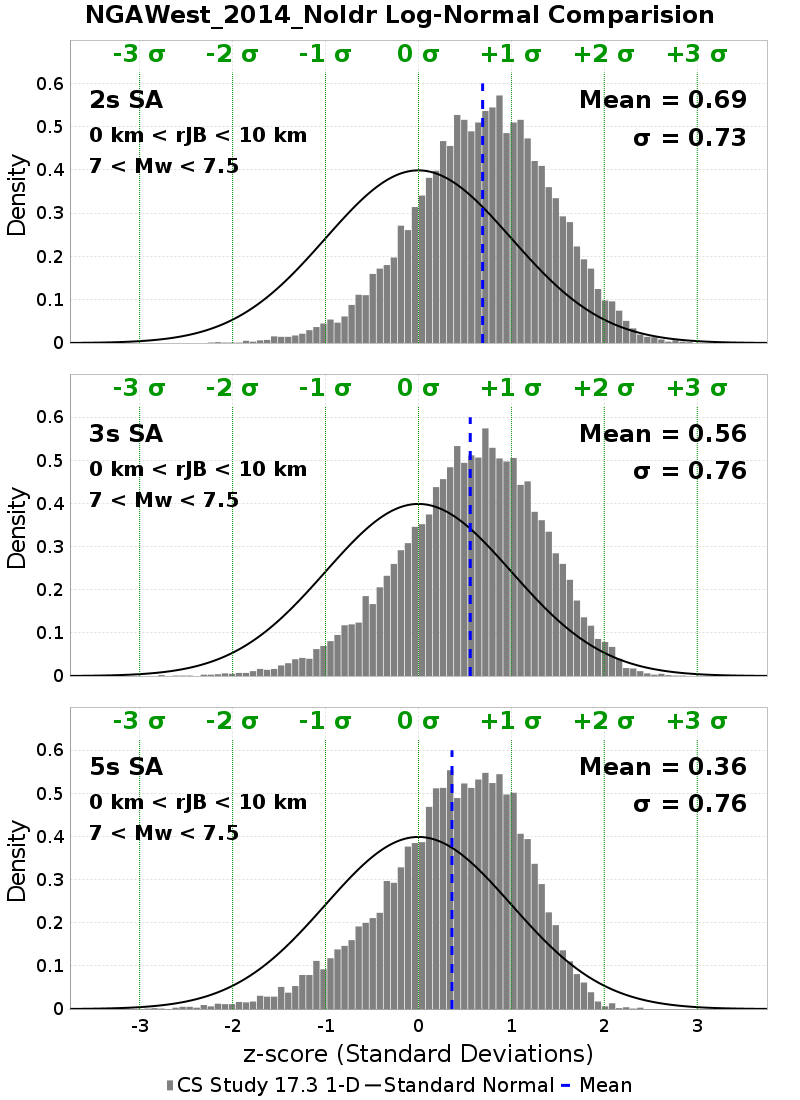 NGAWest_2014_NoIdr Log-Normal Comparision
-3 σ -2 σ -1 σ 0 σ +1 σ +2 σ +3 σ
0.6
0.5
0.4
0.3
0.2
0.1
0
Density
2s SA
0 km < rJB < 10 km
7 < Mw < 7.5
Mean = 0.69
σ = 0.73
-3 σ -2 σ -1 σ 0 σ +1 σ +2 σ +3 σ
0.6
0.5
0.4
0.3
0.2
0.1
0
Density
3s SA
0 km < rJB < 10 km
7 < Mw < 7.5
Mean = 0.56
σ = 0.76
-3 σ -2 σ -1 σ 0 σ +1 σ +2 σ +3 σ
0.6
0.5
0.4
0.3
0.2
0.1
0
Density
5s SA
0 km < rJB < 10 km
7 < Mw < 7.5
Mean = 0.36
σ = 0.76
-3 -2 -1 0 1 2 3
z-score (Standard Deviations)
CS Study 17.3 1-D Standard Normal Mean